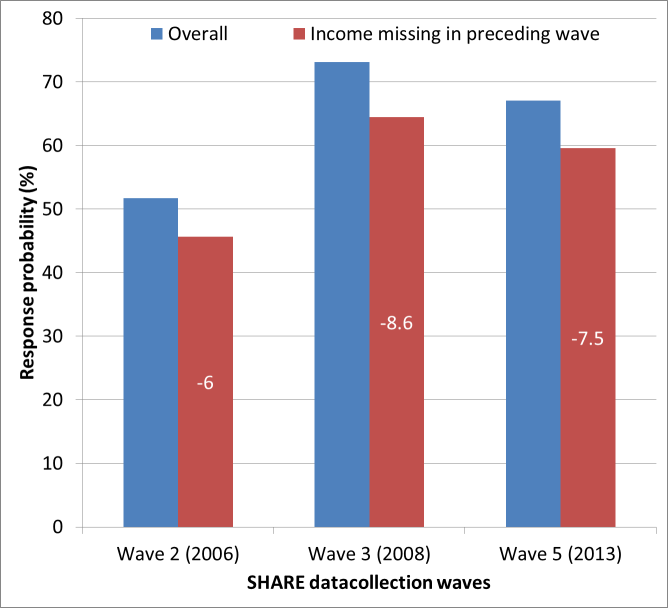 Overall
Income missing in preceding wave
80
70
60
50
40
30
20
10
0
Response probability (%)
-6
-8.6
-7.5
Wave 2 (2006)
Wave 3 (2008)
Wave 5 (2013)
SHARE datacollection waves